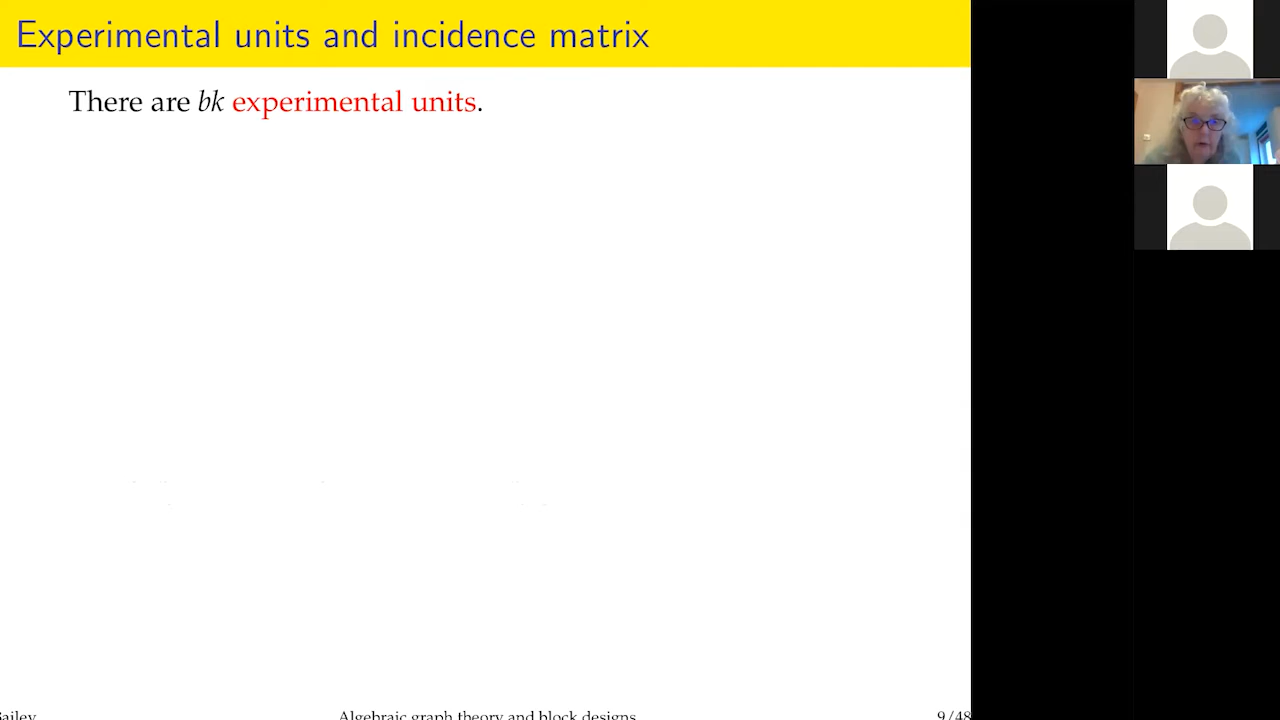 Experimental units and incidence matrix
There are bk experimental units.
Bailey
Algebraic graph theory and block designs
9/48